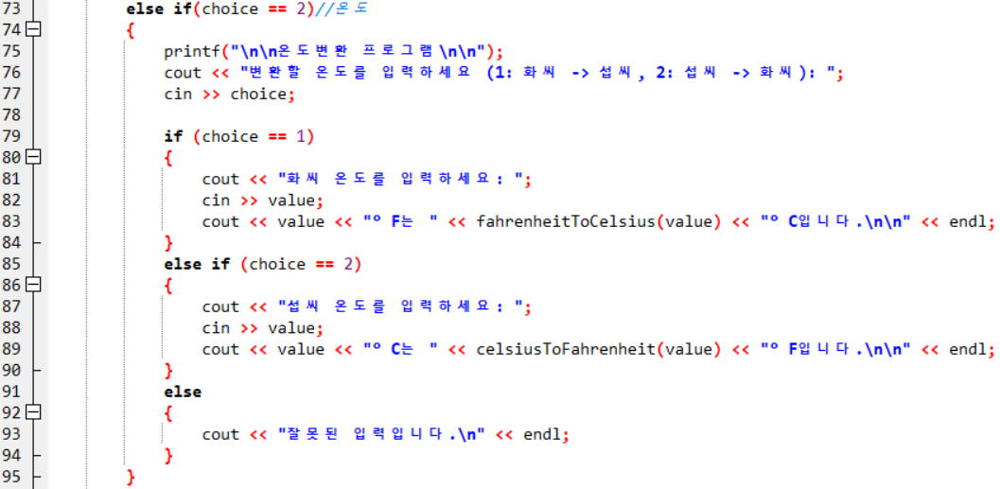 73 else if(choice == 2)//온도
74 {
75 printf("\n\n온도변환 프로그램\n\n");
76 cout << "변환할 온도를 입력하세요 (1: 화씨 -> 섭씨, 2: 섭씨 -> 화씨): ";
77 cin >> choice;
78
79 if (choice == 1)
80 {
81 cout << "화씨 온도를 입력하세요: ";
82 cin >> value;
83 cout << value << "° F는 " << fahrenheitToCelsius(value) << "° C입니다.\n\n" << endl;
84 }
85 else if (choice == 2)
86 {
87 cout << "섭씨 온도를 입력하세요: ";
88 cin >> value;
89 cout << value << "° C는 " << celsiusToFahrenheit(value) << "° F입니다.\n\n" << endl;
90 }
91 else
92 {
93 cout << "잘못된 입력입니다.\n" << endl;
94 }
95 }